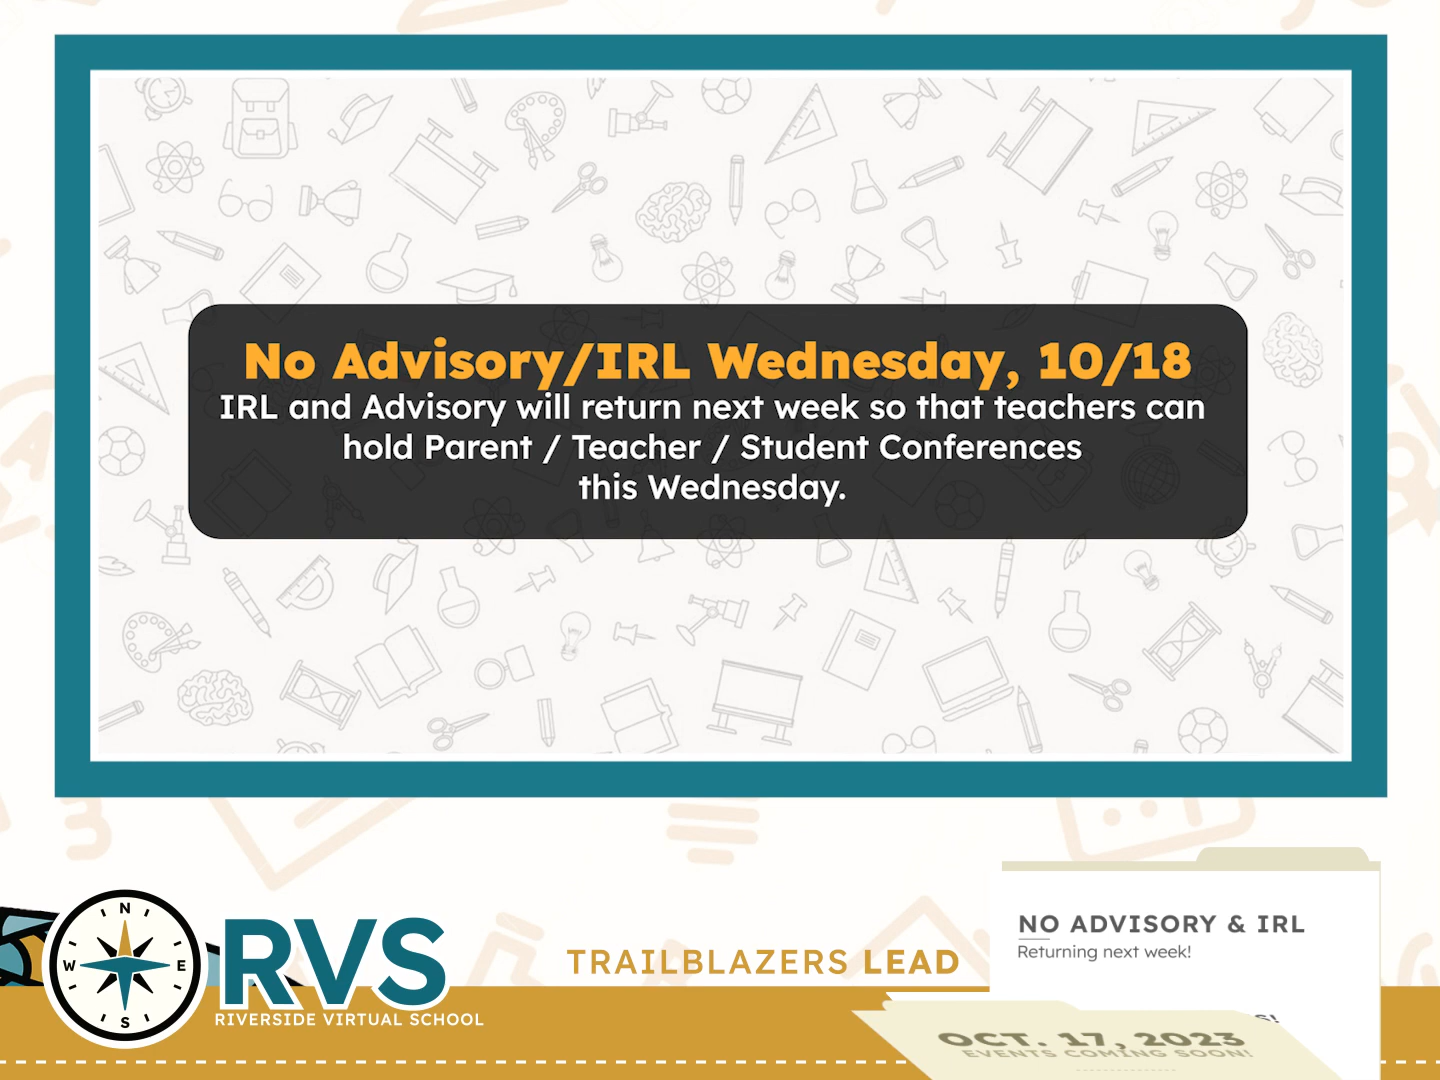 No Advisory/IRL Wednesday, 10/18
IRL and Advisory will return next week so that teachers can
hold Parent / Teacher / Student Conferences
this Wednesday.
N
W E
S
RVS
RIVERSIDE VIRTUAL SCHOOL
TRAILBLAZERS LEAD
NO ADVISORY & IRL
Returning next week!
OCT. 17, 2023
EVENTS COMING SOON!